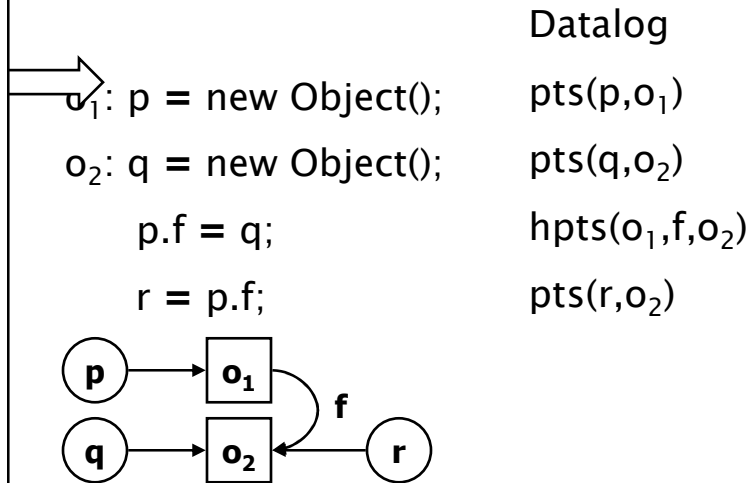 Datalog
o₁: p = new Object(); pts(p,o₁)
o₂: q = new Object(); pts(q,o₂)
p.f = q; hpts(o₁,f,o₂)
r = p.f; pts(r,o₂)
p o₁
f
q o₂ r